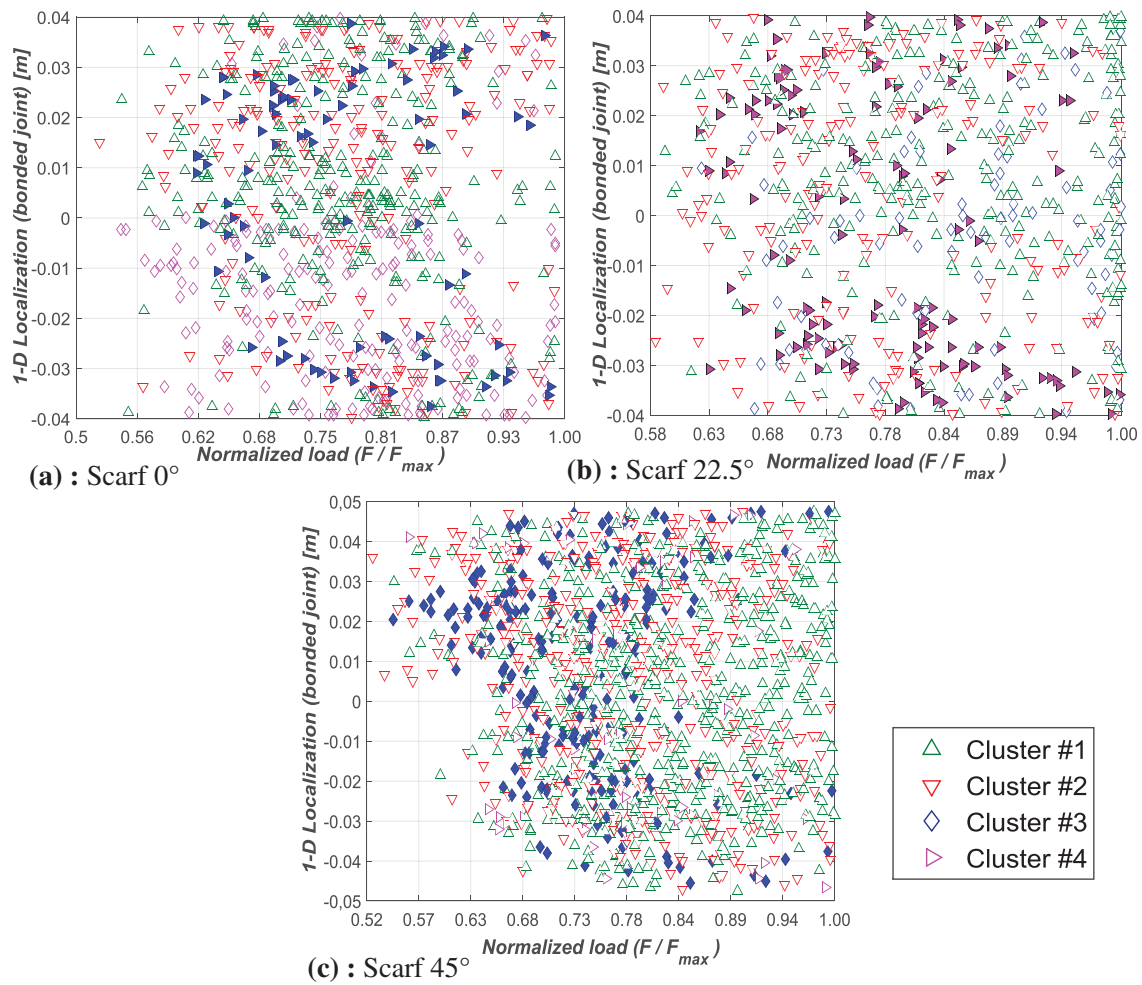 1-D Localization (bonded joint) [m]
0.04
0.03
0.02
0.01
0
-0.01
-0.02
-0.03
-0.04
0.5 0.56 0.62 0.68 0.75 0.81 0.87 0.93 1.00
Normalized load (F / Fmax )
(a) : Scarf 0°
1-D Localization (bonded joint) [m]
0.04
0.03
0.02
0.01
0
-0.01
-0.02
-0.03
-0.04
0.58 0.63 0.68 0.73 0.78 0.84 0.89 0.94 1.00
Normalized load (F / Fmax )
(b) : Scarf 22.5°
1-D Localization (bonded joint) [m]
0.05
0.04
0.03
0.02
0.01
0
-0.01
-0.02
-0.03
-0.04
-0,05
0.52 0.57 0.68 0.68 0.73 0.78 0.84 0.89 0.94 1.00
Normalized load (F / Fmax )
(c) : Scarf 45°
Cluster #1
Cluster #2
Cluster #3
Cluster #4